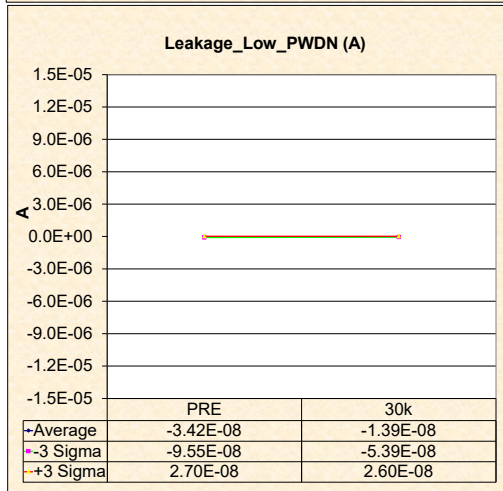 Leakage_Low_PWDN (A)
1.5E-05
1.2E-05
9.0E-06
6.0E-06
3.0E-06
0.0E+00
-3.0E-06
-6.0E-06
-9.0E-06
-1.2E-05
-1.5E-05
A
PRE 30k
Average -3.42E-08 -1.39E-08
-3 Sigma -9.55E-08 -5.39E-08
+3 Sigma 2.70E-08 2.60E-08